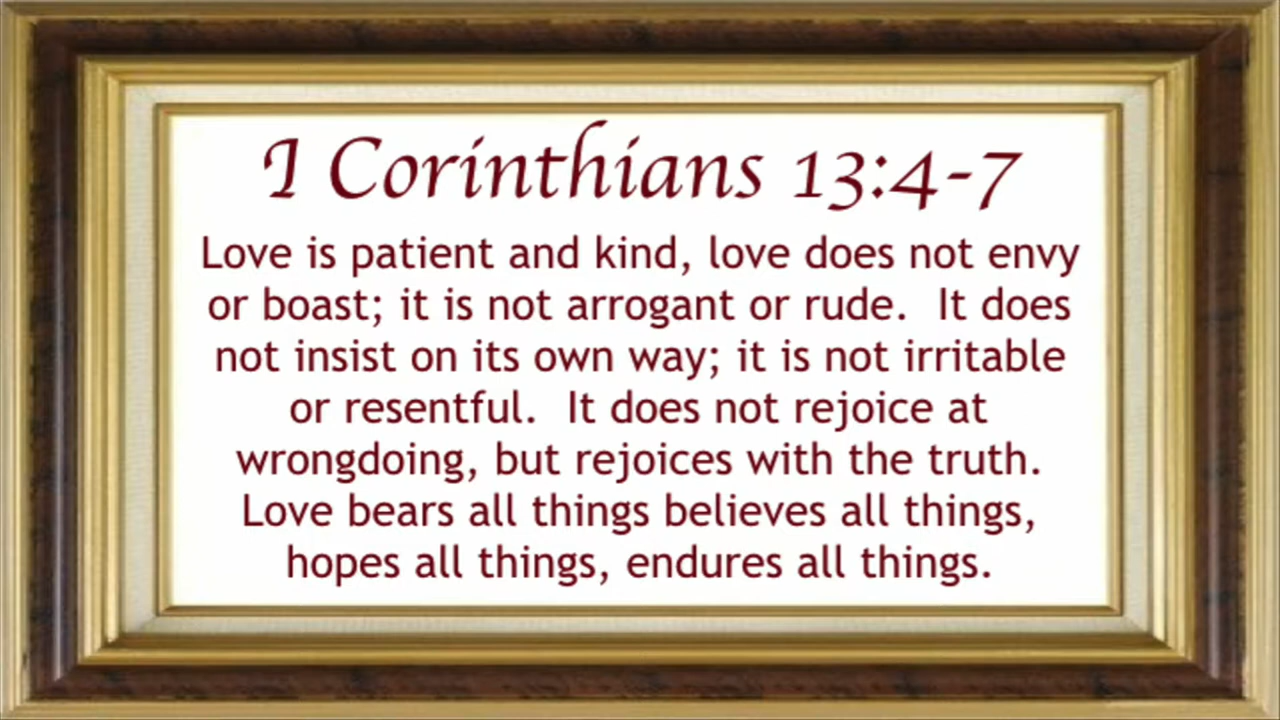 I Corinthians 13:4-7
Love is patient and kind, love does not envy
or boast; it is not arrogant or rude.  It does
not insist on its own way; it is not irritable
or resentful.  It does not rejoice at
wrongdoing, but rejoices with the truth.
Love bears all things believes all things,
hopes all things, endures all things.